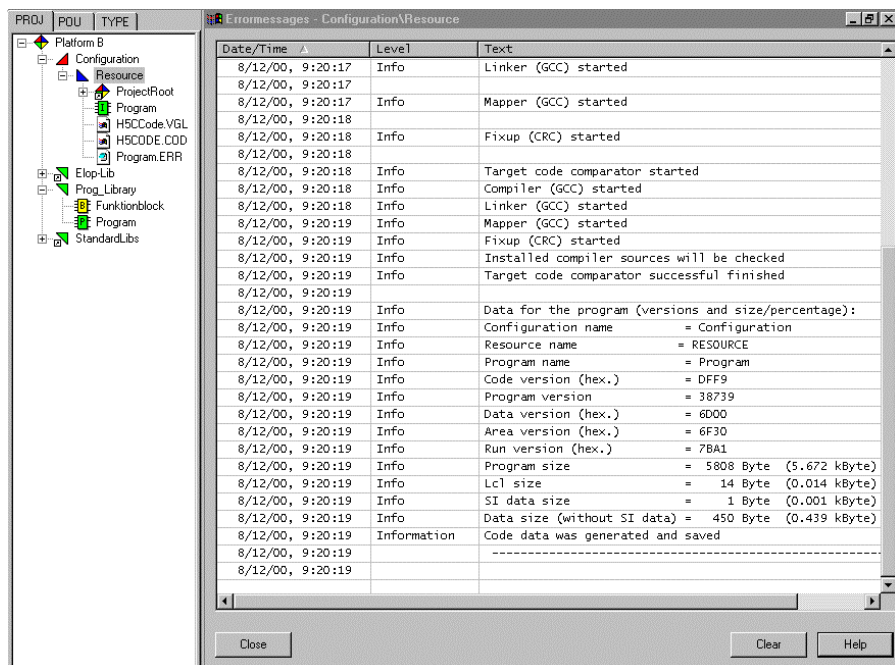 PROJ POU TYPE
Platform B
Configuration
Resource
ProjectRoot
Program
H5CCode.VGL
H5CODE.COD
Program.ERR
Elop-Lib
Prog_Library
Funktionblock
Program
StandardLibs
Errormessages - Configuration\Resource
Date/Time Level Text
8/12/00, 9:20:17 Info Linker (GCC) started
8/12/00, 9:20:17
8/12/00, 9:20:17 Info Mapper (GCC) started
8/12/00, 9:20:18
8/12/00, 9:20:18 Info Fixup (CRC) started
8/12/00, 9:20:18
8/12/00, 9:20:18 Info Target code comparator started
8/12/00, 9:20:18 Info Compiler (GCC) started
8/12/00, 9:20:18 Info Linker (GCC) started
8/12/00, 9:20:19 Info Mapper (GCC) started
8/12/00, 9:20:19 Info Fixup (CRC) started
8/12/00, 9:20:19 Info Installed compiler sources will be checked
8/12/00, 9:20:19 Info Target code comparator successful finished
8/12/00, 9:20:19
8/12/00, 9:20:19 Info Data for the program (versions and size/percentage):
8/12/00, 9:20:19 Info Configuration name = Configuration
8/12/00, 9:20:19 Info Resource name = RESOURCE
8/12/00, 9:20:19 Info Program name = Program
8/12/00, 9:20:19 Info Code version (hex.) = DFF9
8/12/00, 9:20:19 Info Program version = 38739
8/12/00, 9:20:19 Info Data version (hex.) = 6D00
8/12/00, 9:20:19 Info Area version (hex.) = 6F30
8/12/00, 9:20:19 Info Run version (hex.) = 7BA1
8/12/00, 9:20:19 Info Program size = 5808 Byte (5.672 kByte)
8/12/00, 9:20:19 Info Lcl size = 14 Byte (0.014 kByte)
8/12/00, 9:20:19 Info SI data size = 1 Byte (0.001 kByte)
8/12/00, 9:20:19 Info Data size (without SI data) = 450 Byte (0.439 kByte)
8/12/00, 9:20:19 Information Code data was generated and saved
8/12/00, 9:20:19 ----------------------------------------------------------
8/12/00, 9:20:19
Close Clear Help